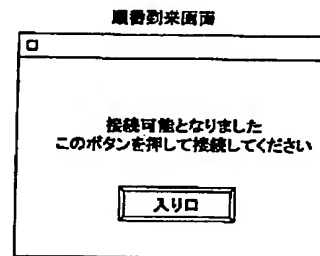 順番到来画面
接続可能となりました
このボタンを押して接続してください
入り口